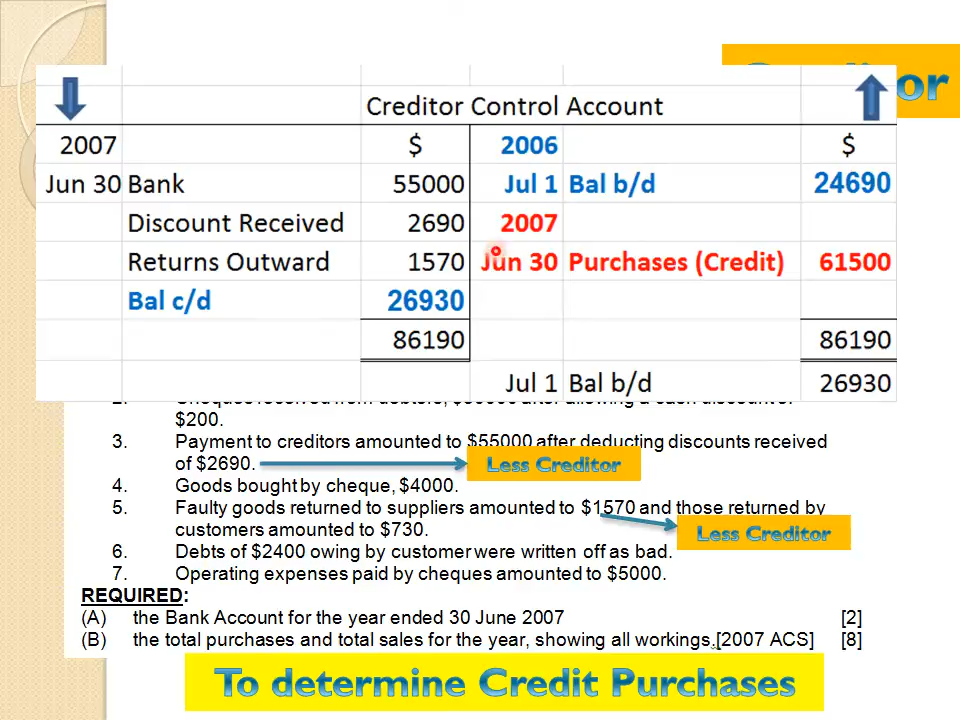 or
Creditor Control Account
2007 $ 2006 $
Jun 30 Bank 55000 Jul 1 Bal b/d 24690
Discount Received 2690 2007
Returns Outward 1570 Jun 30 Purchases (Credit) 61500
Bal c/d 26930
86190 86190
Jul 1 Bal b/d 26930
$200.
3. Payment to creditors amounted to $55000 after deducting discounts received
of $2690. Less Creditor
4. Goods bought by cheque, $4000.
5. Faulty goods returned to suppliers amounted to $1570 and those returned by
customers amounted to $730. Less Creditor
6. Debts of $2400 owing by customer were written off as bad.
7. Operating expenses paid by cheques amounted to $5000.
REQUIRED:
(A) the Bank Account for the year ended 30 June 2007 [2]
(B) the total purchases and total sales for the year, showing all workings.[2007 ACS] [8]
To determine Credit Purchases